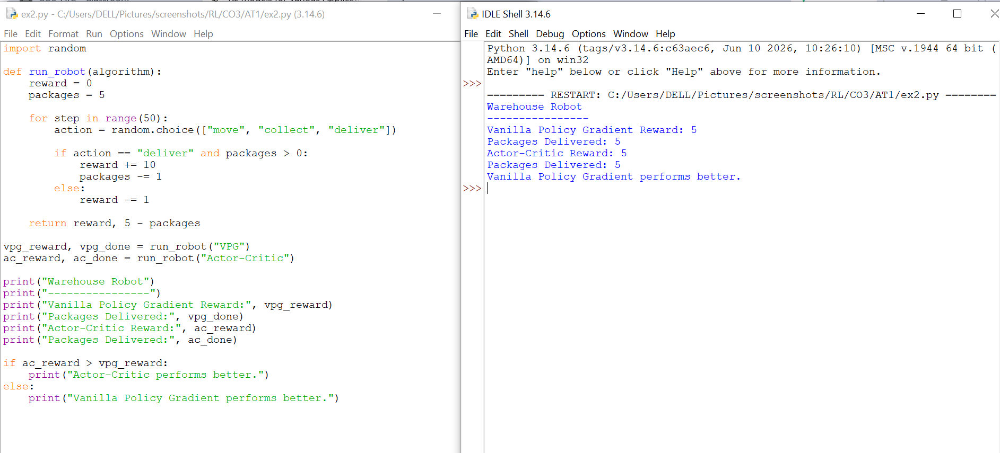 ex2.py - C:/Users/DELL/Pictures/screenshots/RL/CO3/AT1/ex2.py (3.14.6)
File Edit Format Run Options Window Help
import random

def run_robot(algorithm):
    reward = 0
    packages = 5

    for step in range(50):
        action = random.choice(["move", "collect", "deliver"])

        if action == "deliver" and packages > 0:
            reward += 10
            packages -= 1
        else:
            reward -= 1

    return reward, 5 - packages

vpg_reward, vpg_done = run_robot("VPG")
ac_reward, ac_done = run_robot("Actor-Critic")

print("Warehouse Robot")
print("----------------")
print("Vanilla Policy Gradient Reward:", vpg_reward)
print("Packages Delivered:", vpg_done)
print("Actor-Critic Reward:", ac_reward)
print("Packages Delivered:", ac_done)

if ac_reward > vpg_reward:
    print("Actor-Critic performs better.")
else:
    print("Vanilla Policy Gradient performs better.")
IDLE Shell 3.14.6
File Edit Shell Debug Options Window Help
Python 3.14.6 (tags/v3.14.6:c63aec6, Jun 10 2026, 10:26:10) [MSC v.1944 64 bit (
AMD64)] on win32
Enter "help" below or click "Help" above for more information.
>>>
========= RESTART: C:/Users/DELL/Pictures/screenshots/RL/CO3/AT1/ex2.py ========
Warehouse Robot
----------------
Vanilla Policy Gradient Reward: 5
Packages Delivered: 5
Actor-Critic Reward: 5
Packages Delivered: 5
Vanilla Policy Gradient performs better.
>>>